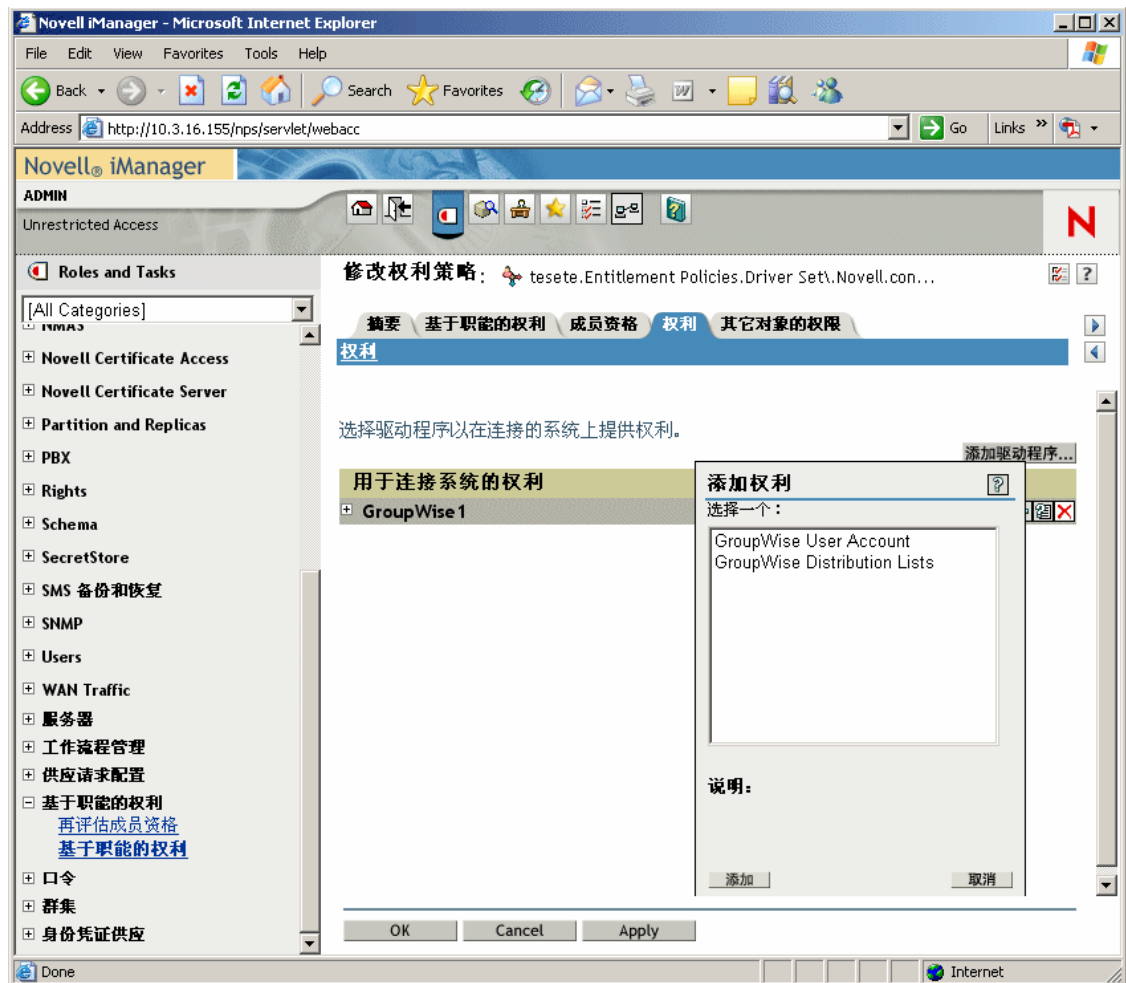 Novell iManager - Microsoft Internet Explorer
File Edit View Favorites Tools Help
Back Search Favorites
Address http://10.3.16.155/nps/servlet/webacc Go Links »
Novell® iManager
ADMIN
Unrestricted Access
N
Roles and Tasks
[All Categories]
NMAS
Novell Certificate Access
Novell Certificate Server
Partition and Replicas
PBX
Rights
Schema
SecretStore
SMS 备份和恢复
SNMP
Users
WAN Traffic
服务器
工作流程管理
供应请求配置
基于职能的权利
再评估成员资格
基于职能的权利
口令
群集
身份凭证供应
修改权利策略: tesete.Entitlement Policies.Driver Set\.Novell.con...
摘要 基于职能的权利 成员资格 权利 其它对象的权限
权利
选择驱动程序以在连接的系统上提供权利。
添加驱动程序...
用于连接系统的权利
GroupWise1
添加权利
选择一个：
GroupWise User Account
GroupWise Distribution Lists
说明：
添加 取消
OK Cancel Apply
Done Internet